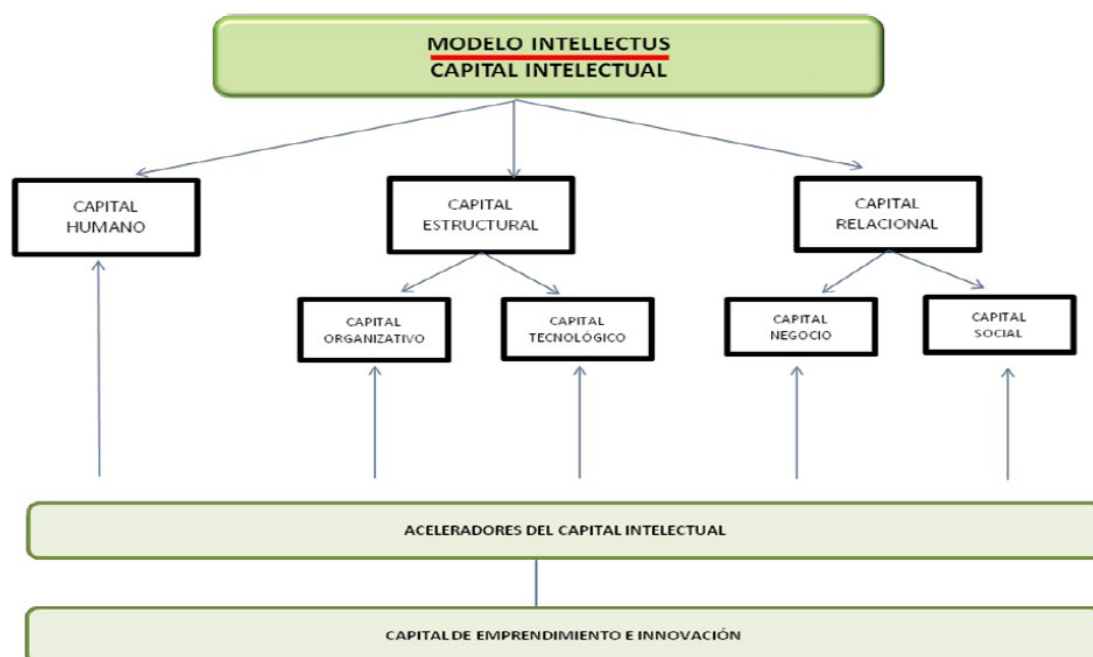 MODELO INTELLECTUS
CAPITAL INTELECTUAL
CAPITAL
HUMANO
CAPITAL
ESTRUCTURAL
CAPITAL
RELACIONAL
CAPITAL
ORGANIZATIVO
CAPITAL
TECNOLÓGICO
CAPITAL
NEGOCIO
CAPITAL
SOCIAL
ACELERADORES DEL CAPITAL INTELECTUAL
CAPITAL DE EMPRENDIMIENTO E INNOVACIÓN